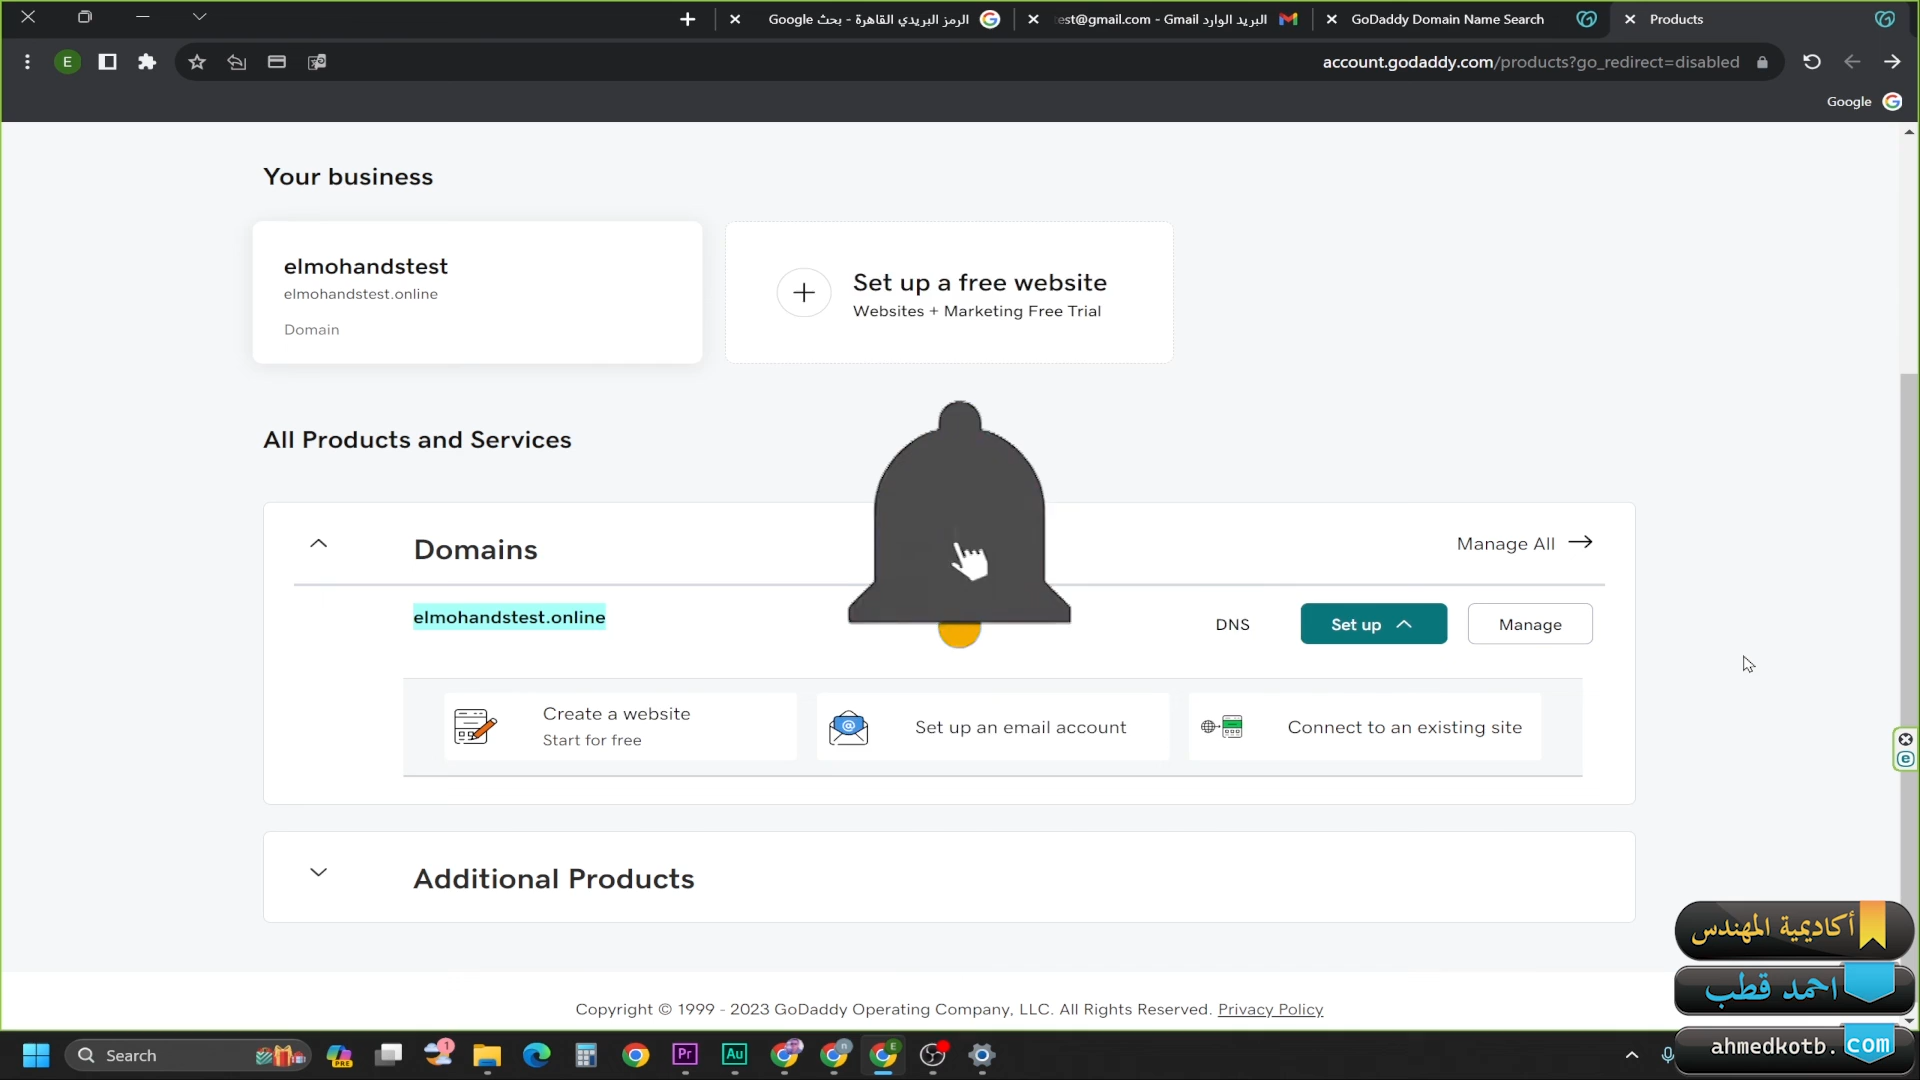 Google الرمز البريدي القاهرة - بحث
est@gmail.com - Gmail البريد الوارد
GoDaddy Domain Name Search
Products
E
account.godaddy.com/products?go_redirect=disabled
Google
Your business
elmohandstest
elmohandstest.online
Domain
Set up a free website
Websites + Marketing Free Trial
All Products and Services
Domains
Manage All
elmohandstest.online
DNS
Set up
Manage
Create a website
Start for free
Set up an email account
Connect to an existing site
Additional Products
أكاديمية المهندس
احمد قطب
ahmedkotb.com
Copyright © 1999 - 2023 GoDaddy Operating Company, LLC. All Rights Reserved. Privacy Policy
Search
PRE
1
Pr
Au
n
E